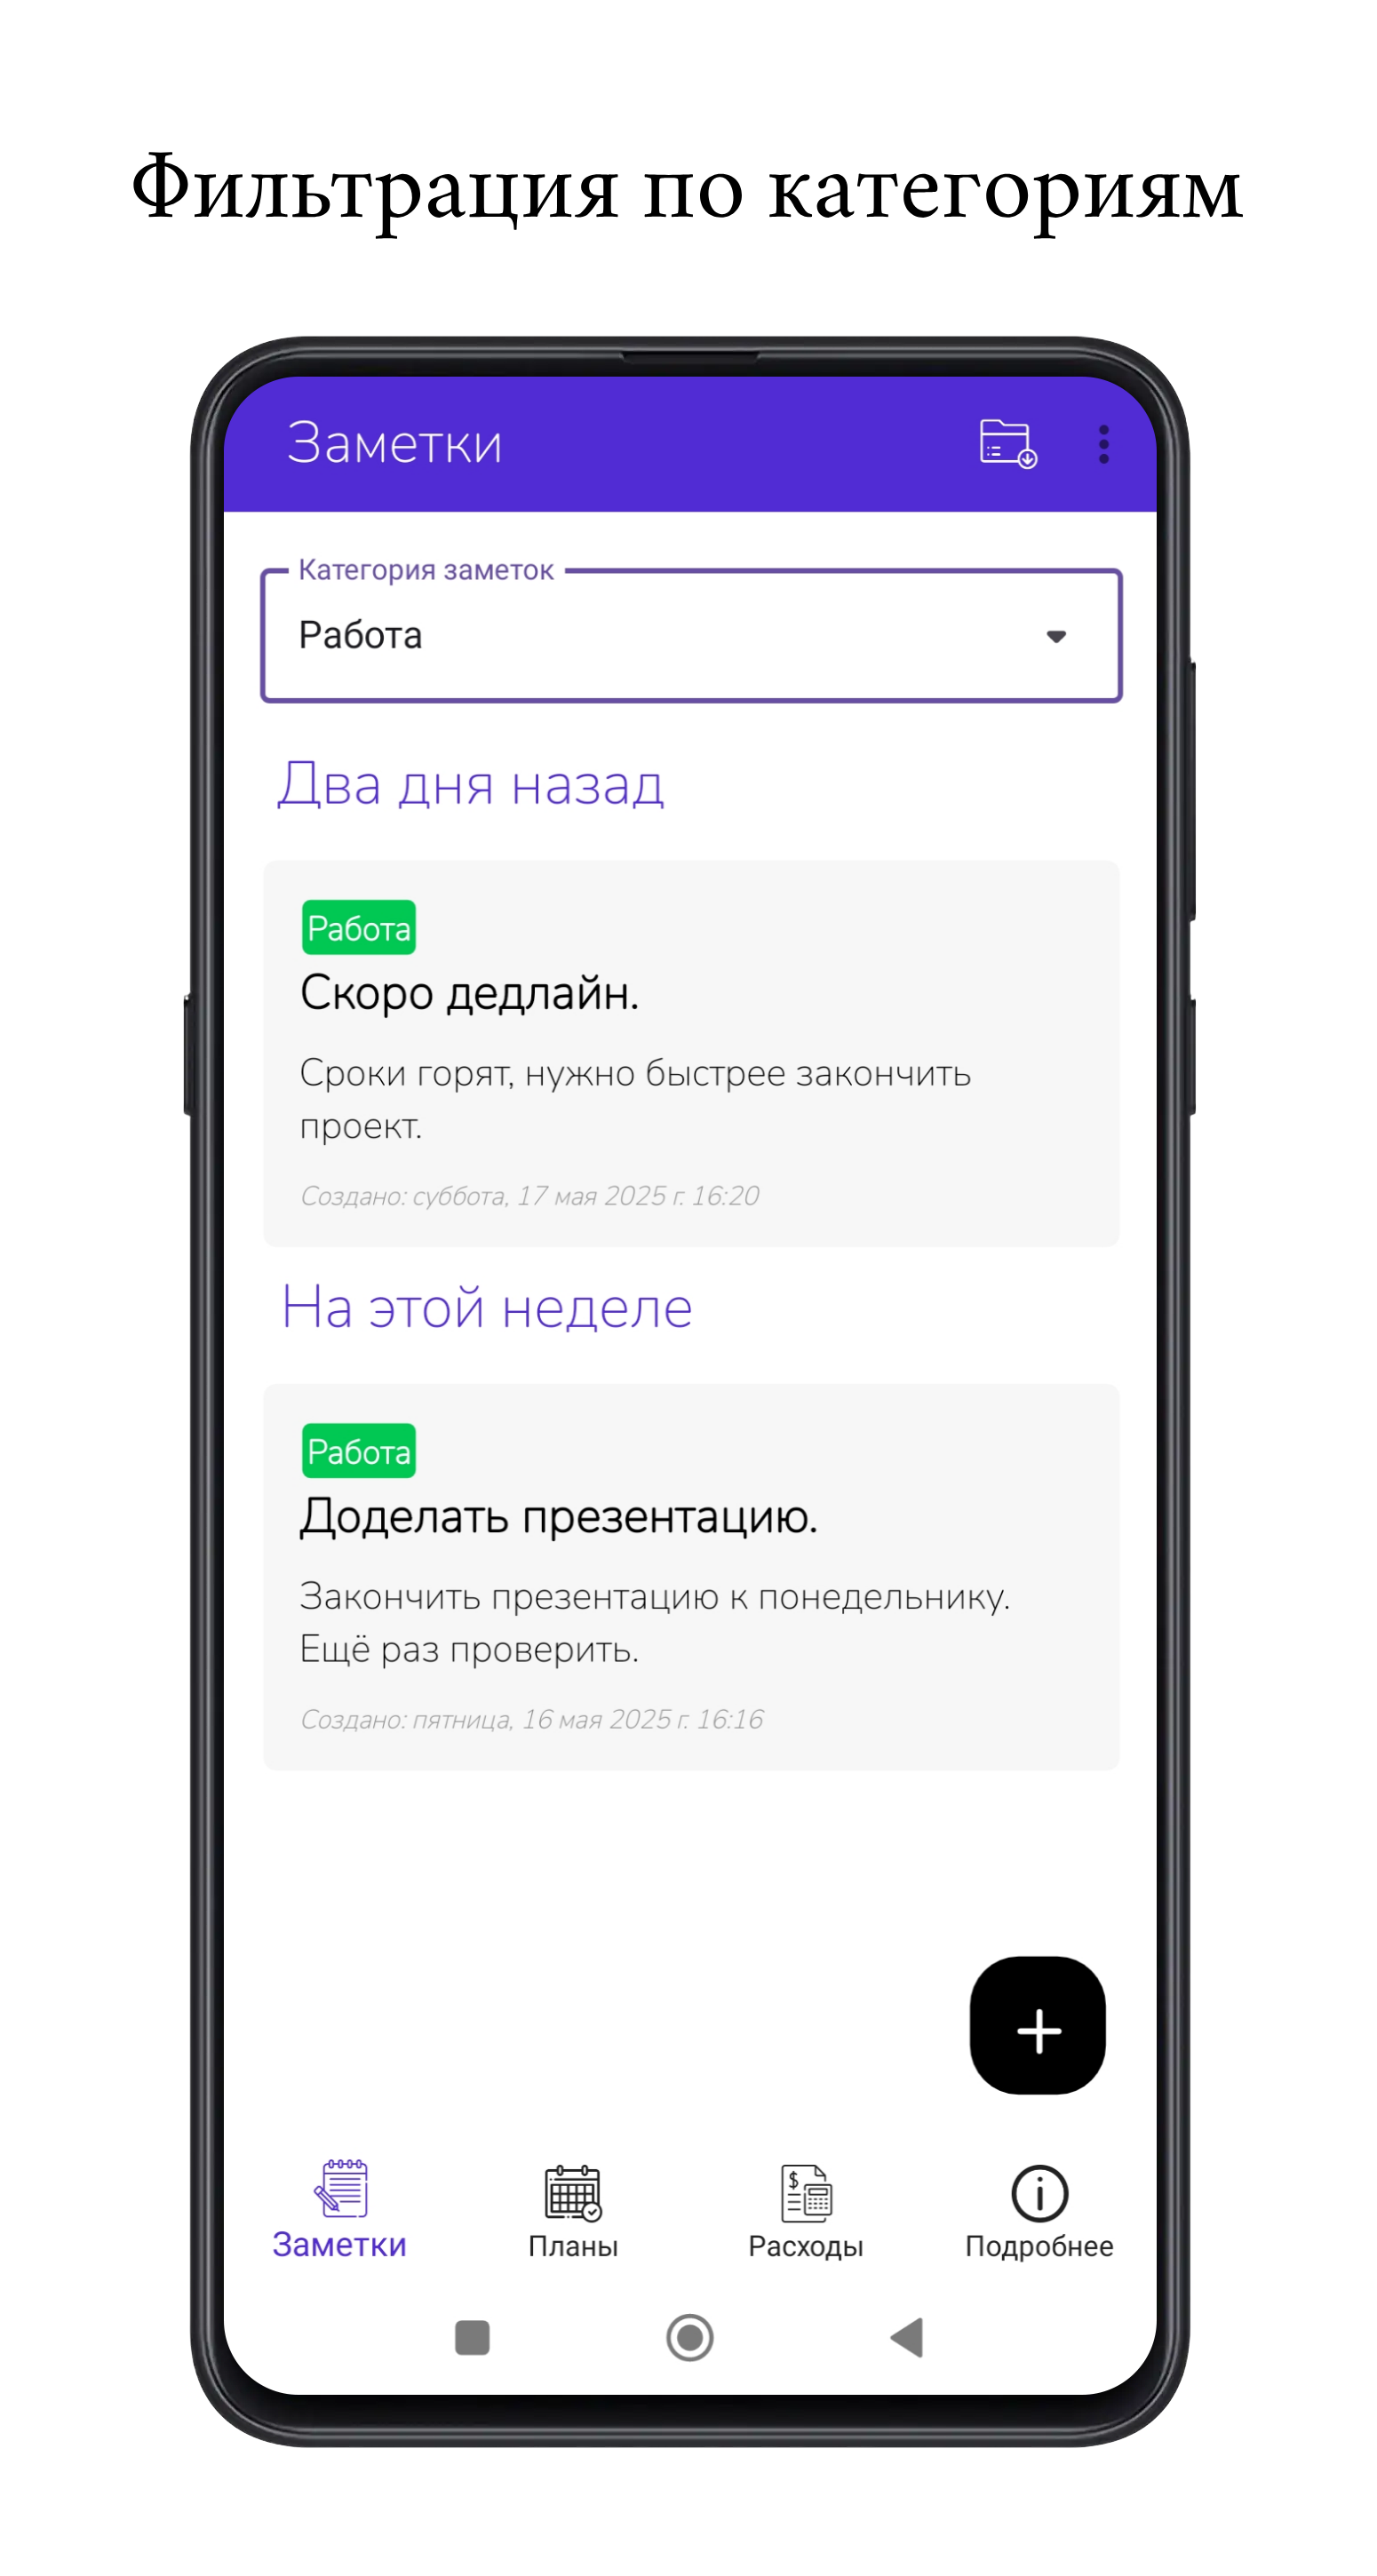 Фильтрация по категориям
Заметки
Категория заметок
Работа
Два дня назад
Работа
Скоро дедлайн.
Сроки горят, нужно быстрее закончить
проект.
Создано: суббота, 17 мая 2025 г. 16:20
На этой неделе
Работа
Доделать презентацию.
Закончить презентацию к понедельнику.
Ещё раз проверить.
Создано: пятница, 16 мая 2025 г. 16:16
Заметки
Планы
Расходы
Подробнее